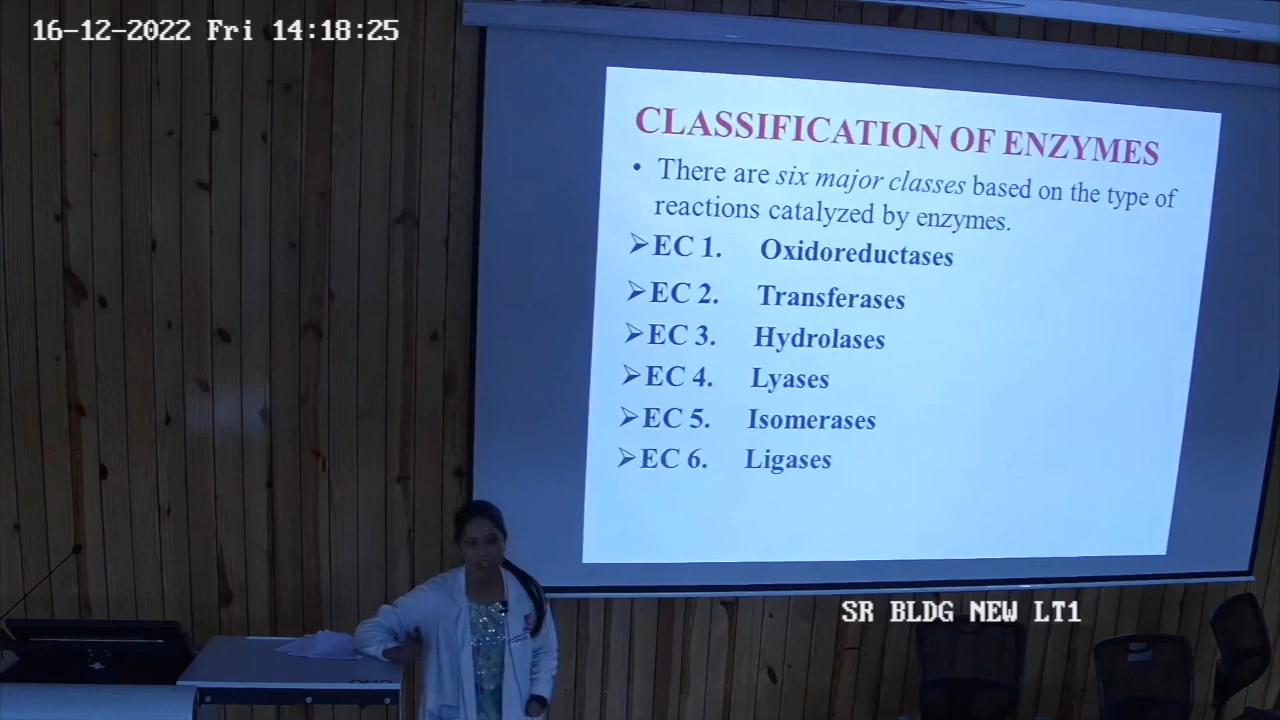 16-12-2022 Fri 14:18:25
CLASSIFICATION OF ENZYMES
• There are six major classes based on the type of
reactions catalyzed by enzymes.
➢EC 1. Oxidoreductases
➢EC 2. Transferases
➢EC 3. Hydrolases
➢EC 4. Lyases
➢EC 5. Isomerases
➢EC 6. Ligases
SR BLDG NEW LT1